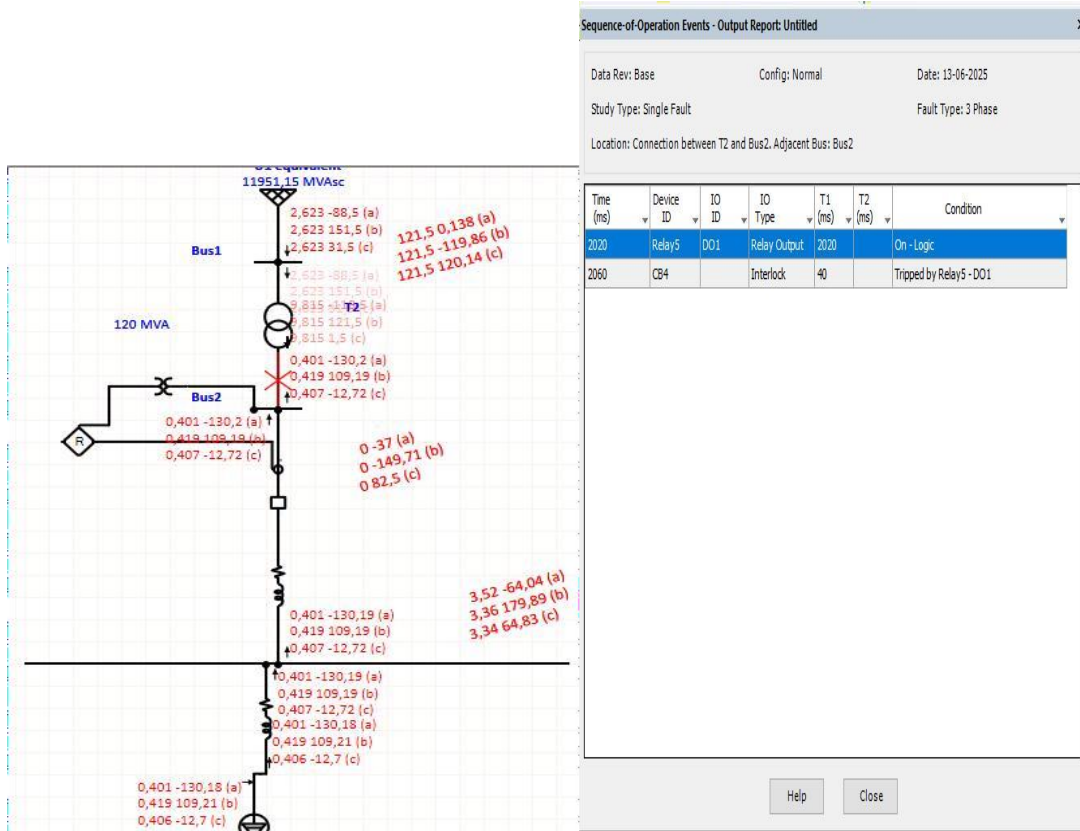 U1 equivalent
11951,15 MVAsc
2,623 -88,5 (a)
2,623 151,5 (b)
2,623 31,5 (c)
121,5 0,138 (a)
121,5 -119,86 (b)
121,5 120,14 (c)
Bus1
2,623 -88,5 (a)
2,623 151,5 (b)
T2
9,815 121,5 (b)
9,815 1,5 (c)
120 MVA
0,401 -130,2 (a)
0,419 109,19 (b)
0,407 -12,72 (c)
Bus2
0,401 -130,2 (a)
0,419 109,19 (b)
0,407 -12,72 (c)
R
0 -37 (a)
0 -149,71 (b)
0 82,5 (c)
3,52 -64,04 (a)
3,36 179,89 (b)
3,34 64,83 (c)
0,401 -130,19 (a)
0,419 109,19 (b)
0,407 -12,72 (c)
0,401 -130,19 (a)
0,419 109,19 (b)
0,407 -12,72 (c)
0,401 -130,18 (a)
0,419 109,21 (b)
0,406 -12,7 (c)
0,401 -130,18 (a)
0,419 109,21 (b)
0,406 -12,7 (c)
Sequence-of-Operation Events - Output Report: Untitled
Data Rev: Base Config: Normal Date: 13-06-2025
Study Type: Single Fault Fault Type: 3 Phase
Location: Connection between T2 and Bus2. Adjacent Bus: Bus2
Time (ms) Device ID IO ID IO Type T1 (ms) T2 (ms) Condition
2020 Relay5 DO1 Relay Output 2020 On - Logic
2060 CB4 Interlock 40 Tripped by Relay5 - DO1
Help Close